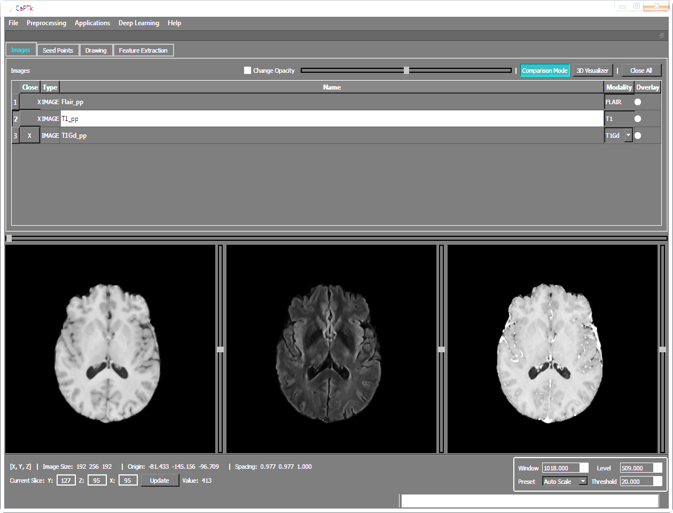 CaPTk
File Preprocessing Applications Deep Learning Help
Images Seed Points Drawing Feature Extraction
Images Change Opacity | Comparison Mode 3D Visualizer | Close All
Close Type Name Modality Overlay
1 X IMAGE Flair_pp FLAIR
2 X IMAGE T1_pp T1
3 X IMAGE T1Gd_pp T1Gd
[X, Y, Z] | Image Size: 192 256 192 | Origin: -81.433 -145.156 -96.709 | Spacing: 0.977 0.977 1.000
Current Slice: Y: 127 Z: 95 X: 95 Update Value: 413
Window 1018.000 Level 509.000
Preset Auto Scale Threshold 20.000